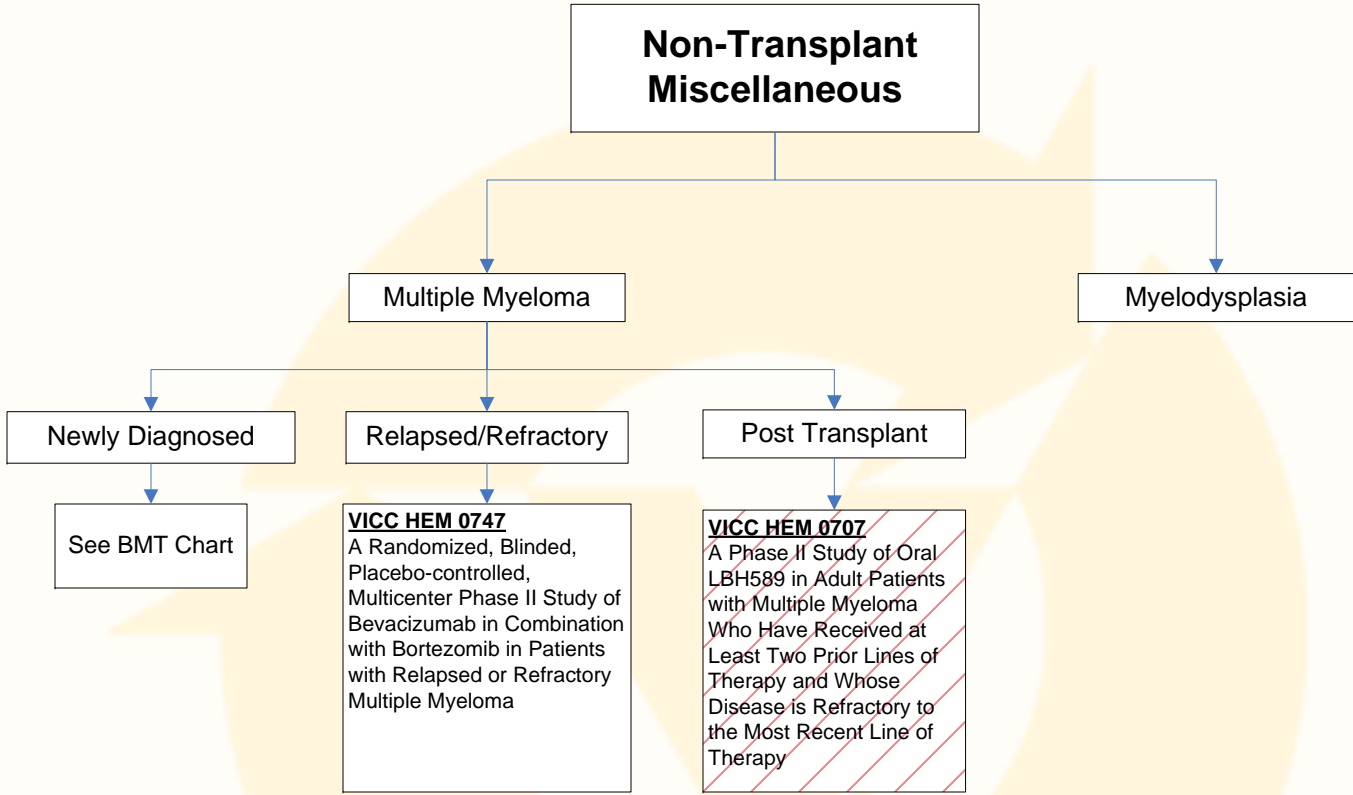 Non-Transplant
Miscellaneous
Multiple Myeloma
Myelodysplasia
Newly Diagnosed
Relapsed/Refractory
Post Transplant
See BMT Chart
VICC HEM 0747
A Randomized, Blinded,
Placebo-controlled,
Multicenter Phase II Study of
Bevacizumab in Combination
with Bortezomib in Patients
with Relapsed or Refractory
Multiple Myeloma
VICC HEM 0707
A Phase II Study of Oral
LBH589 in Adult Patients
with Multiple Myeloma
Who Have Received at
Least Two Prior Lines of
Therapy and Whose
Disease is Refractory to
the Most Recent Line of
Therapy